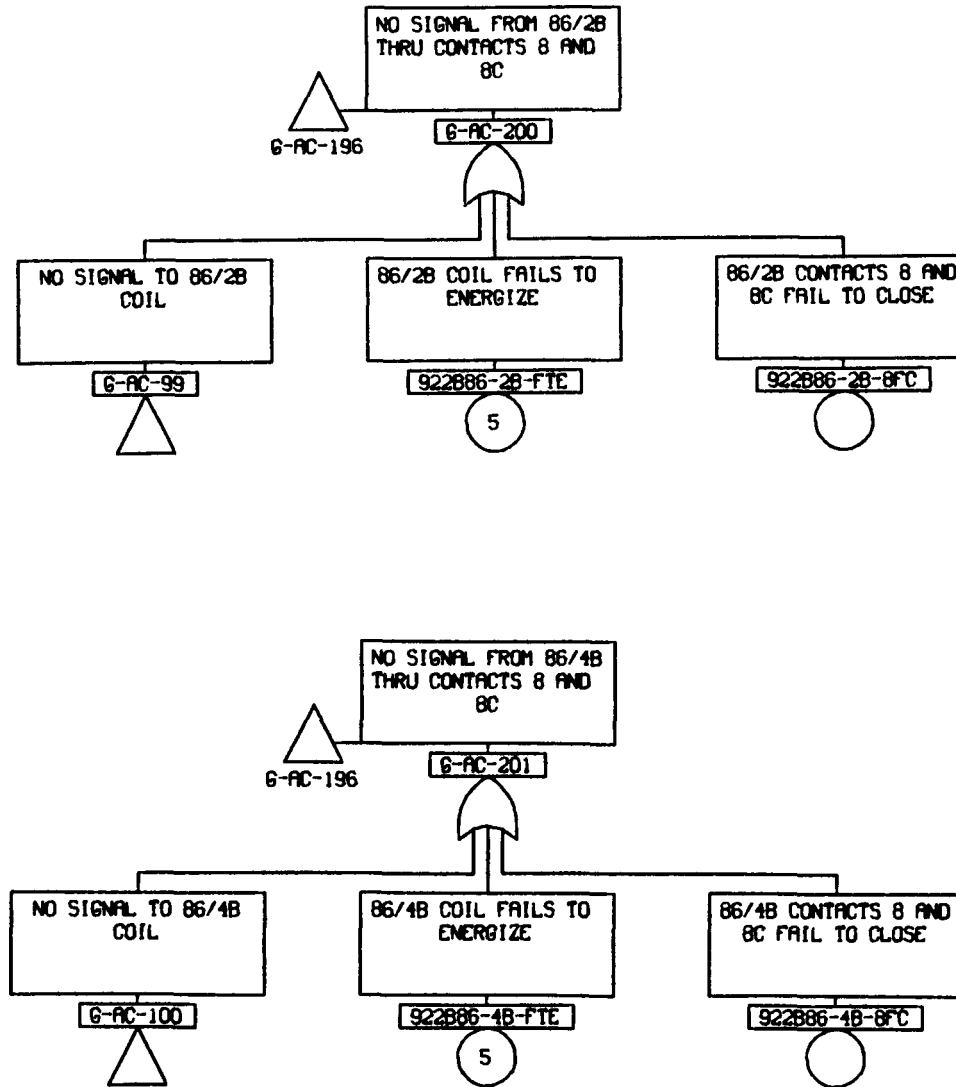 NO SIGNAL FROM 86/2B
THRU CONTACTS 8 AND
8C
G-AC-196
G-AC-200
NO SIGNAL TO 86/2B
COIL
G-AC-99
86/2B COIL FAILS TO
ENERGIZE
922B86-2B-FTE
5
86/2B CONTACTS 8 AND
8C FAIL TO CLOSE
922B86-2B-8FC
NO SIGNAL FROM 86/4B
THRU CONTACTS 8 AND
8C
G-AC-196
G-AC-201
NO SIGNAL TO 86/4B
COIL
G-AC-100
86/4B COIL FAILS TO
ENERGIZE
922B86-4B-FTE
5
86/4B CONTACTS 8 AND
8C FAIL TO CLOSE
922B86-4B-8FC